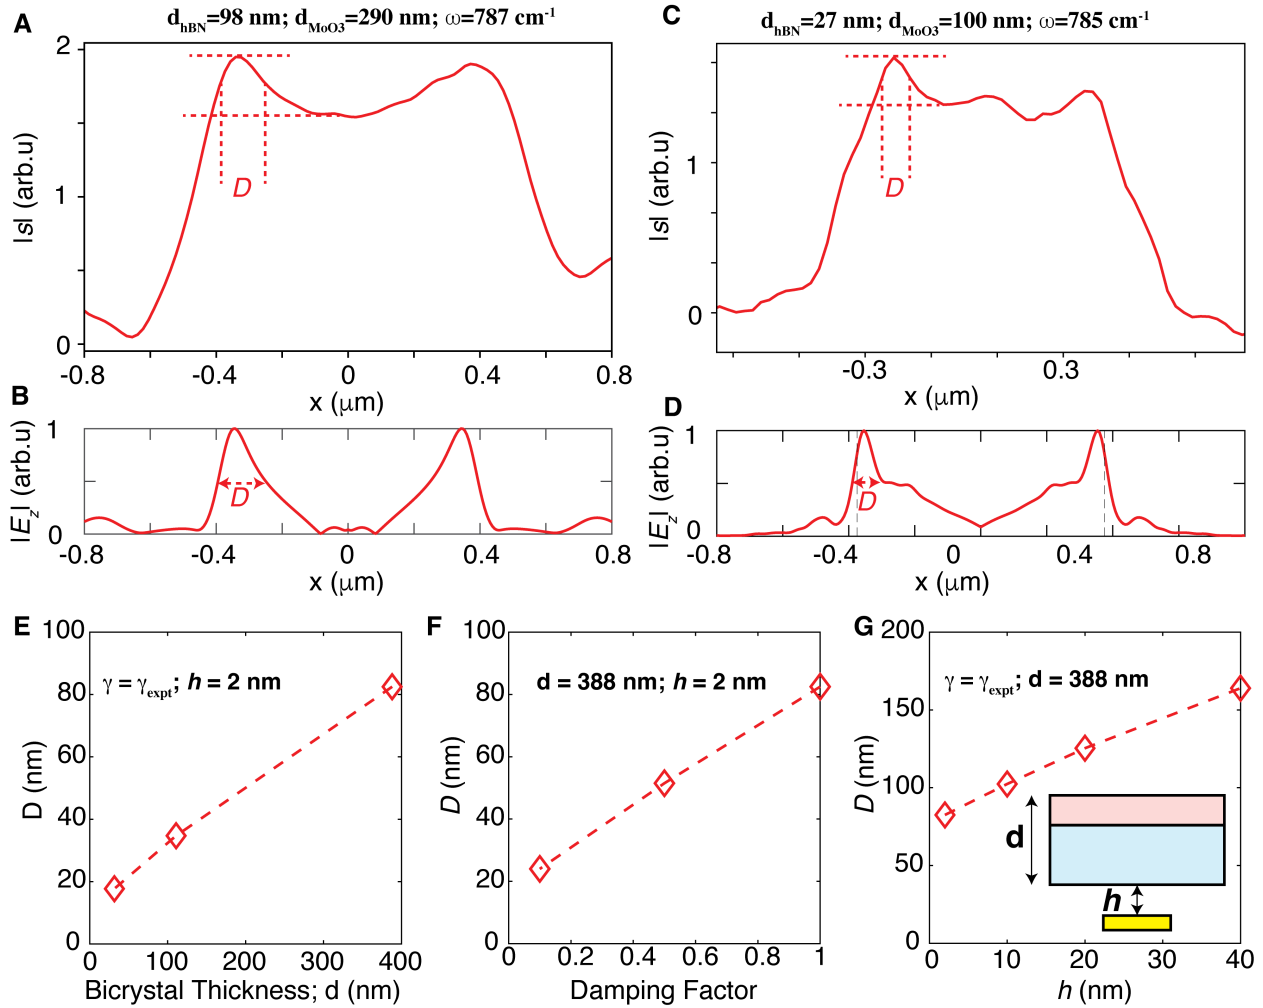 A
d_hBN=98 nm; d_MoO3=290 nm; ω=787 cm⁻¹
|s| (arb.u)
2
1
0
D
-0.8 -0.4 0 0.4 0.8
x (μm)
B
|E_z| (arb.u)
1
0
D
-0.8 -0.4 0 0.4 0.8
x (μm)
C
d_hBN=27 nm; d_MoO3=100 nm; ω=785 cm⁻¹
|s| (arb.u)
1
0
D
-0.3 0.3
x (μm)
D
|E_z| (arb.u)
1
0
D
-0.8 -0.4 0 0.4 0.8
x (μm)
E
D (nm)
100
80
60
40
20
0
γ = γ_expt; h = 2 nm
0 100 200 300 400
Bicrystal Thickness; d (nm)
F
D (nm)
100
80
60
40
20
0
d = 388 nm; h = 2 nm
0 0.2 0.4 0.6 0.8 1
Damping Factor
G
D (nm)
200
150
100
50
0
γ = γ_expt; d = 388 nm
d
h
0 10 20 30 40
h (nm)